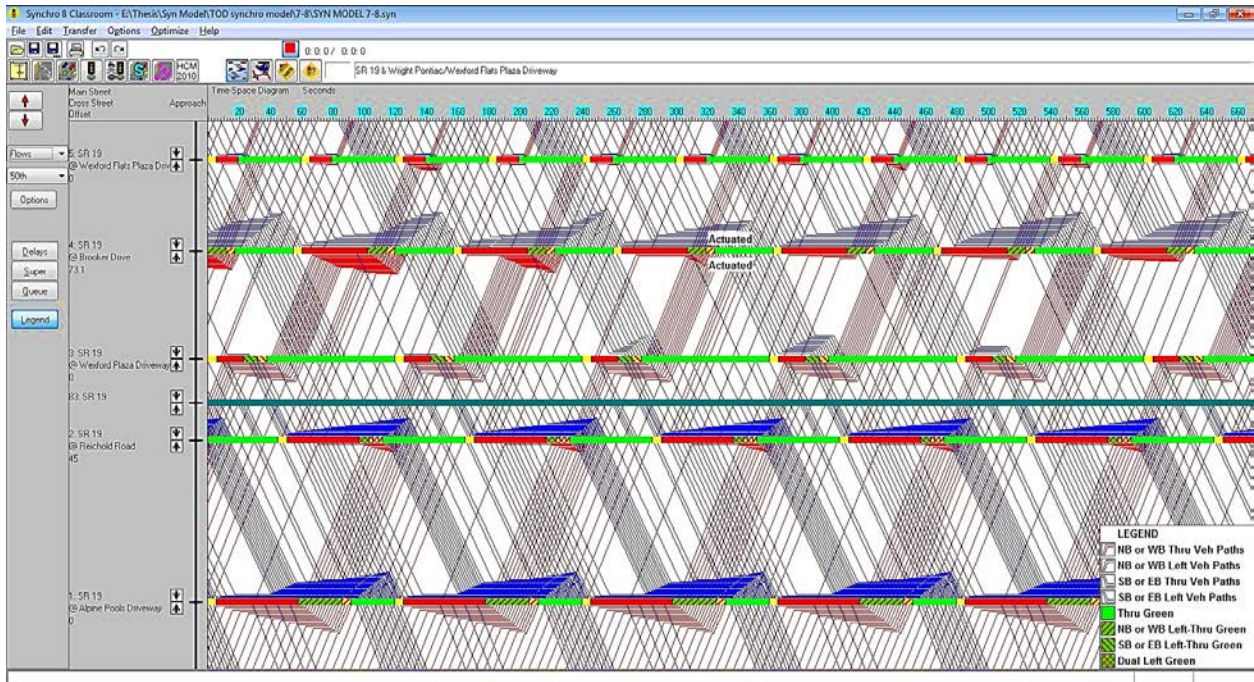 Synchro 8 Classroom - E:\Thesis\Syn Model\TOD synchro model\7-8\SYN MODEL 7-8.syn
File Edit Transfer Options Optimize Help
0:0:0 / 0:0:0
HCM
2010
SR 19 & Wright Pontiac/Wexford Flats Plaza Driveway
Main Street
Cross Street Approach
Offset
Time-Space Diagram Seconds
20 40 60 80 100 120 140 160 180 200 220 240 260 280 300 320 340 360 380 400 420 440 460 480 500 520 540 560 580 600 620 640 660
Flows
50th
Options
Delays
Super
Queue
Legend
5: SR 19
@ Wexford Flats Plaza Driv
0
4: SR 19
@ Brooker Drive
73.1
Actuated
Actuated
3: SR 19
@ Wexford Plaza Driveway
0
83: SR 19
2: SR 19
@ Reichold Road
45
1: SR 19
@ Alpine Pools Driveway
0
LEGEND
NB or WB Thru Veh Paths
NB or WB Left Veh Paths
SB or EB Thru Veh Paths
SB or EB Left Veh Paths
Thru Green
NB or WB Left-Thru Green
SB or EB Left-Thru Green
Dual Left Green